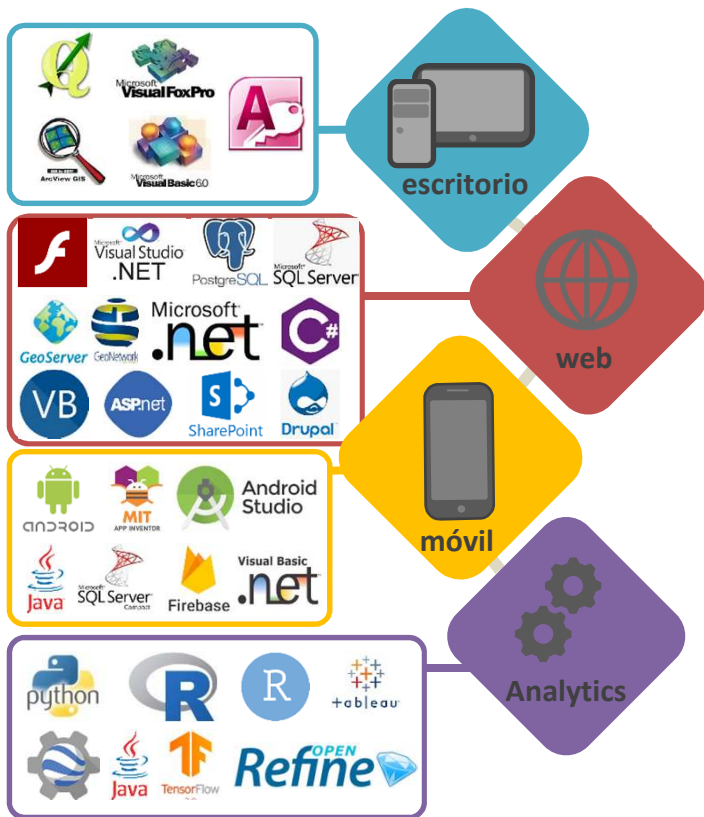 Microsoft
Visual FoxPro
A
ArcView GIS
Microsoft
Visual Basic 6.0
escritorio
Microsoft
Visual Studio
.NET
PostgreSQL
Microsoft
SQL Server
GeoServer
GeoNetwork
Microsoft
.net
C#
VB
ASP.net
S
SharePoint
Drupal
web
ANDROID
MIT
APP INVENTOR
Android
Studio
Java
Microsoft
SQL Server
Compact
Firebase
Visual Basic
.net
móvil
python
R
R
+ableau
Java
TensorFlow
OPEN
Refine
Analytics